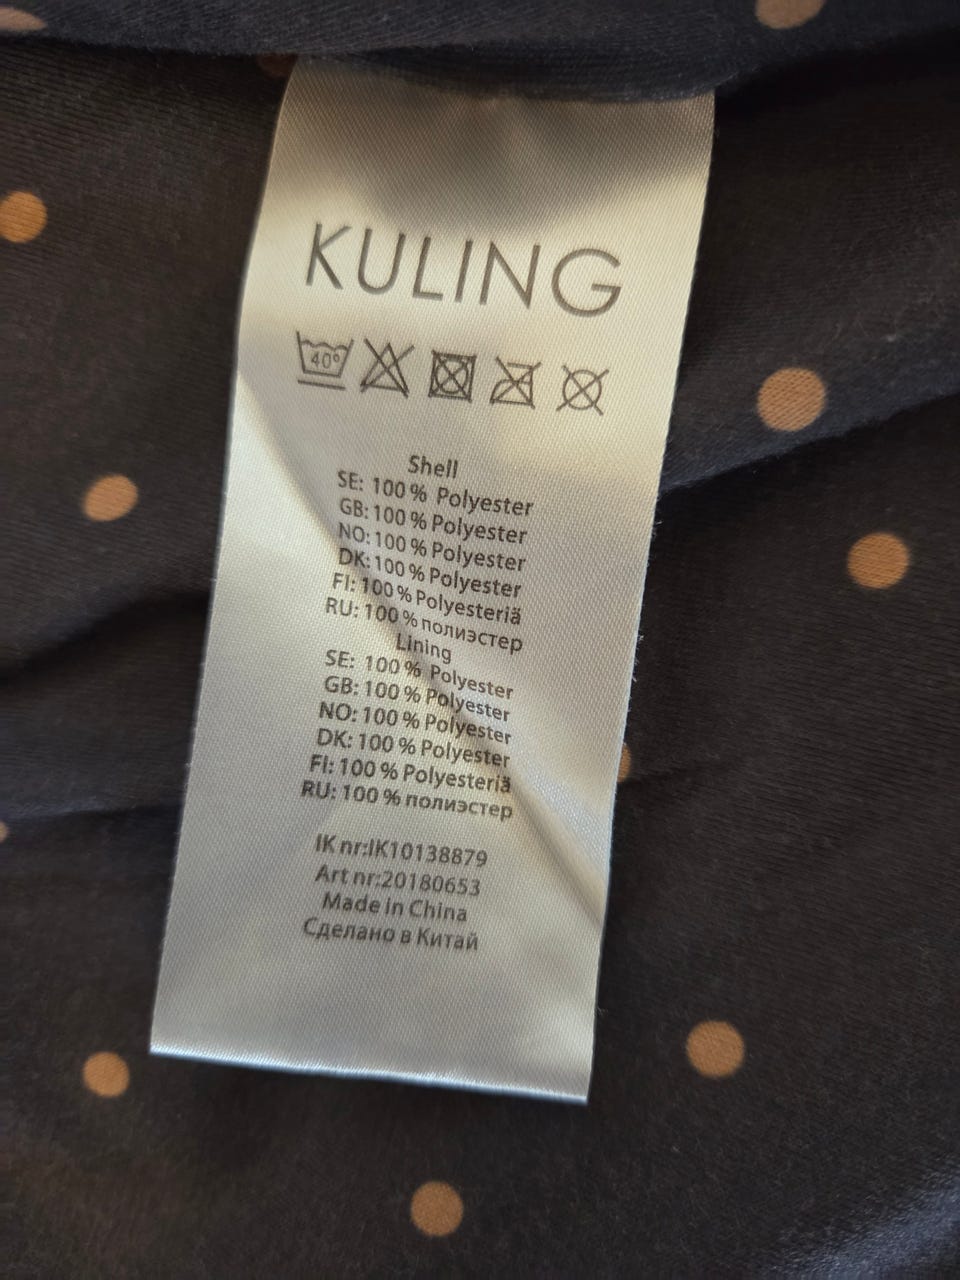 KULING
40°
Shell
SE: 100 % Polyester
GB: 100 % Polyester
NO: 100 % Polyester
DK: 100 % Polyester
FI: 100 % Polyesteriä
RU: 100 % полиэстер
Lining
SE: 100 % Polyester
GB: 100 % Polyester
NO: 100 % Polyester
DK: 100 % Polyester
FI: 100 % Polyesteriä
RU: 100 % полиэстер
IK nr:IK10138879
Art nr:20180653
Made in China
Сделано в Китай